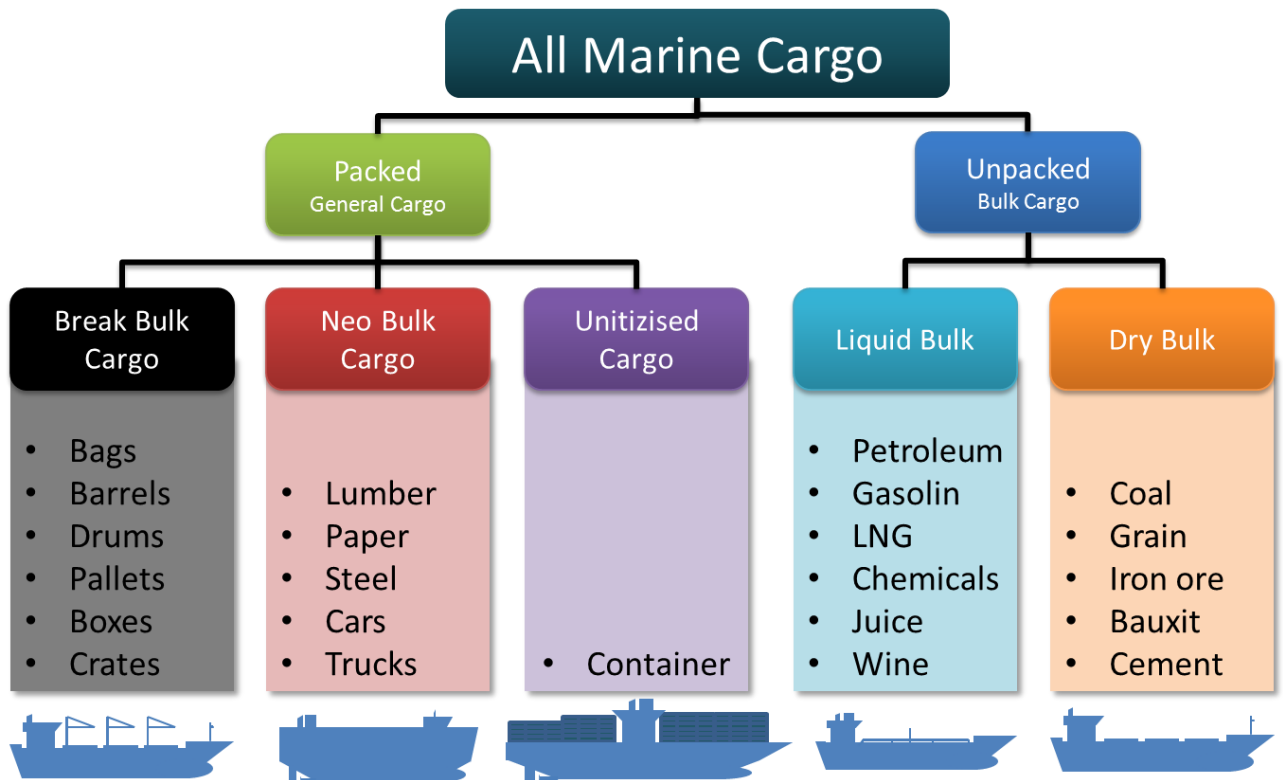 All Marine Cargo
Packed
General Cargo
Unpacked
Bulk Cargo
Break Bulk
Cargo
• Bags
• Barrels
• Drums
• Pallets
• Boxes
• Crates
Neo Bulk
Cargo
• Lumber
• Paper
• Steel
• Cars
• Trucks
Unitizised
Cargo
• Container
Liquid Bulk
• Petroleum
• Gasolin
• LNG
• Chemicals
• Juice
• Wine
Dry Bulk
• Coal
• Grain
• Iron ore
• Bauxit
• Cement